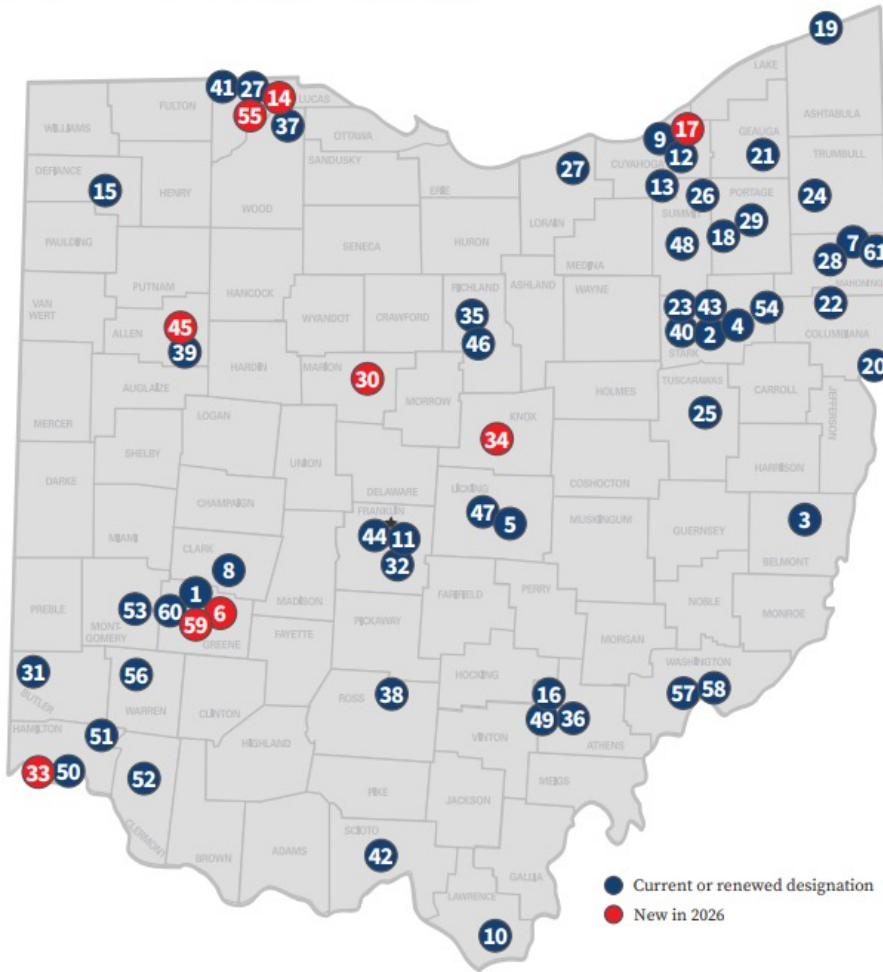 19
LAKE
41 27 14 LUCAS
FULTON
55
37
WILLIAMS
OTTAWA
ASHTABULA
9 17
GEAUGA
CUYAHOGA 12 21
TRUMBULL
DEFIANCE
SANDUSKY
27
15
HENRY
ERIE
13 26 PORTAGE 24
WOOD
LORAIN
SUMMIT
29
PAULDING
SENECA
HURON
48 18
7 61
28
MEDINA
MAHONING
PUTNAM
HANCOCK
RICHLAND
ASHLAND
WAYNE
VAN
WERT
WYANDOT
CRAWFORD
35
23 43 54 22
ALLEN 45
40 2 4
COLUMBIANA
39
46
STARK
HARDIN
MARION
20
30
AUGLAIZE
TUSCARAWAS
CARROLL
MORROW
HOLMES
JEFFERSON
LOGAN
KNOX
25
MERCER
34
SHELBY
UNION
HARRISON
DARKE
DELAWARE
LICKING
COSHOCTON
CHAMPAIGN
FRANKLIN
47 5
MUSKINGUM
3
GUERNSEY
MIAMI
44 11
CLARK
BELMONT
8
32
1
PERRY
FAIRFIELD
NOBLE
MADISON
PREBLE
53 60 6
MONROE
MONT-
GOMERY
59
GREENE
FAYETTE
PICKAWAY
MORGAN
WASHINGTON
31
56
HOCKING
BUTLER
ROSS 38
16
57 58
WARREN
CLINTON
49 36
HAMILTON
51
VINTON
ATHENS
HIGHLAND
33 50
52
MEIGS
PIKE
JACKSON
CLERMONT
SCIOTO
BROWN
ADAMS
42
GALLIA
Current or renewed designation
LAWRENCE
New in 2026
10